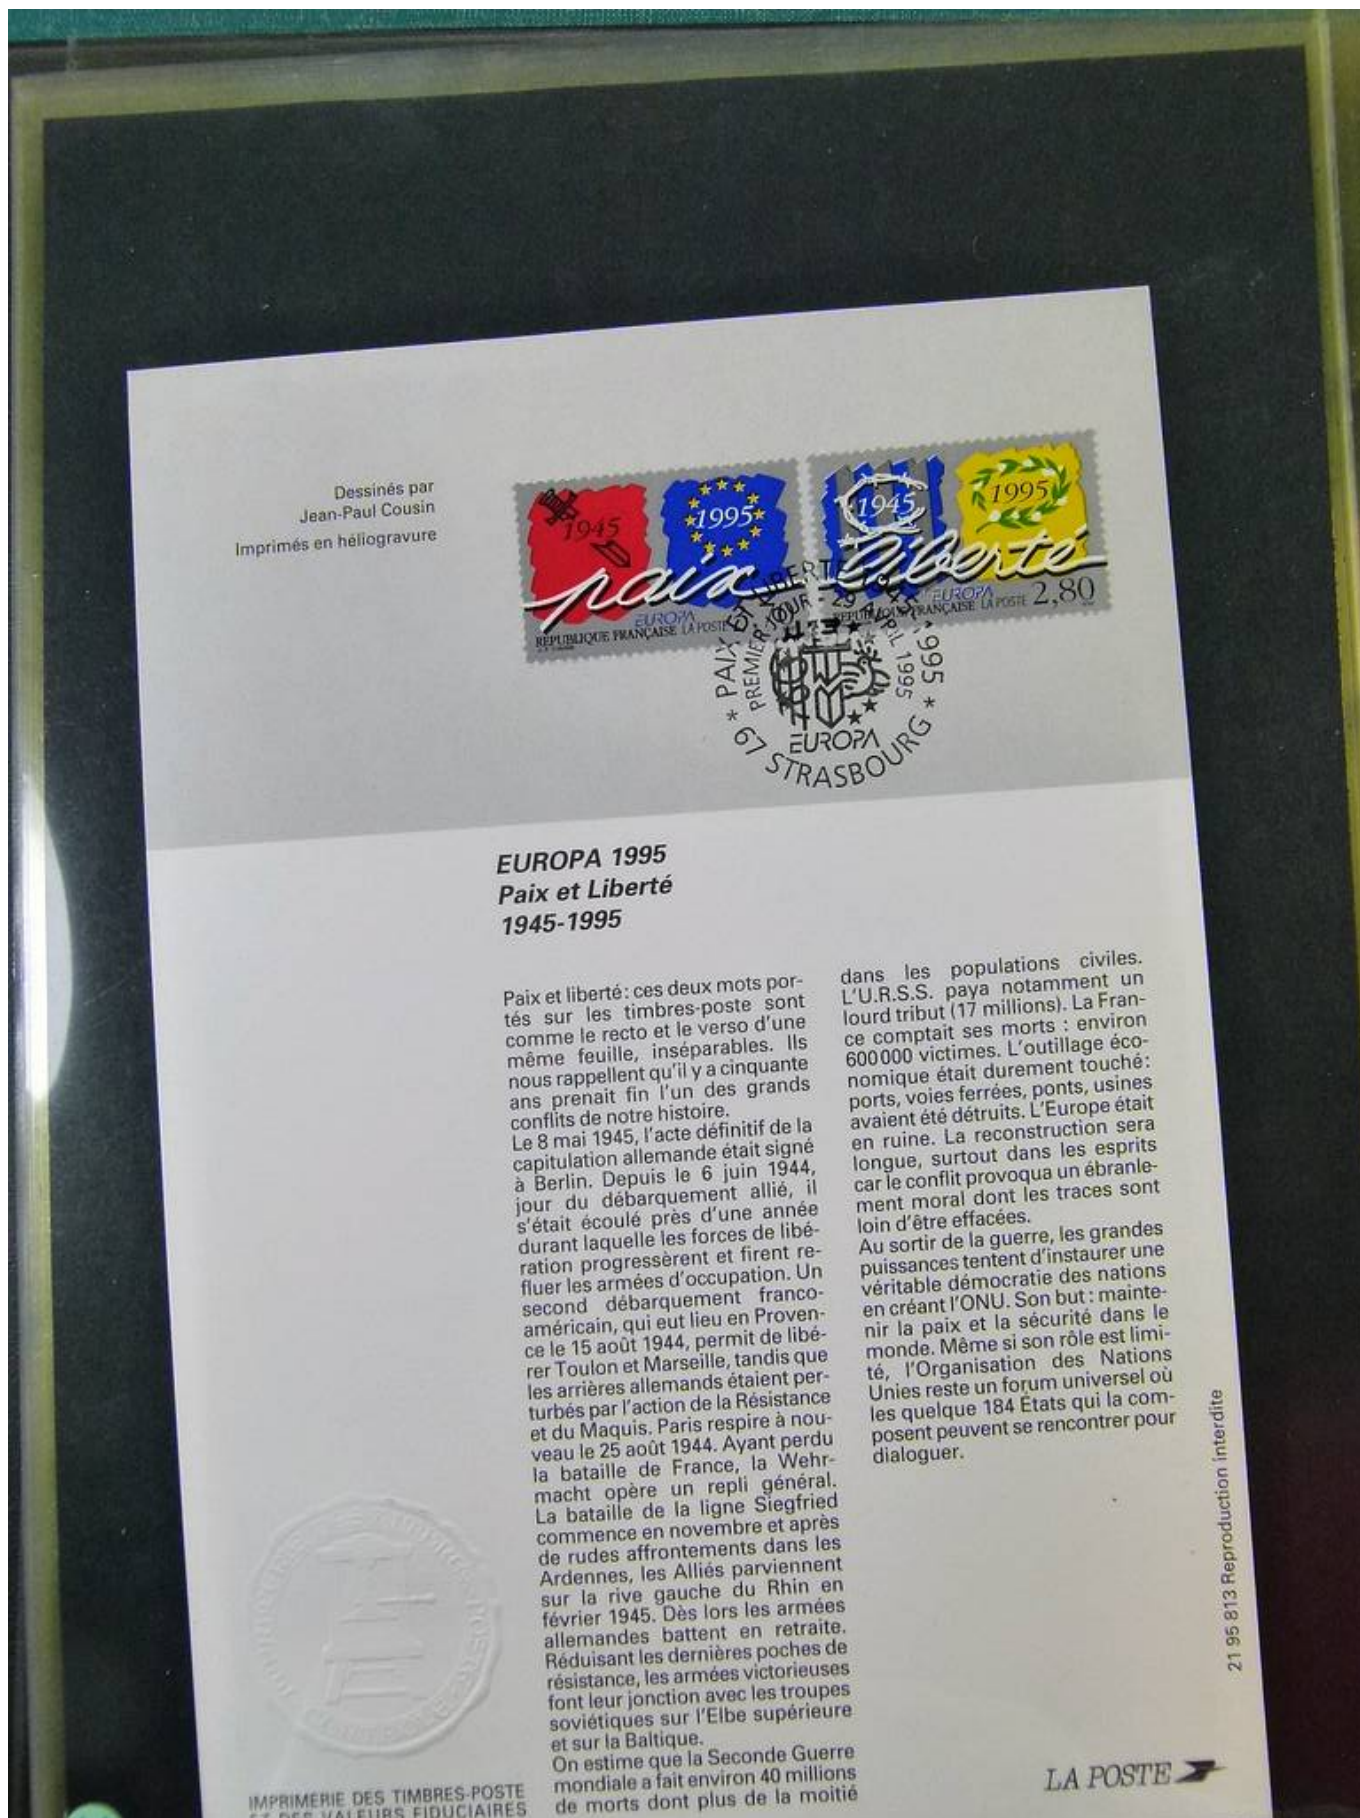 Dessinés par
Jean-Paul Cousin
Imprimés en héliogravure
1945
1995
paix
EUROPA
RÉPUBLIQUE FRANÇAISE LA POSTE
1945
1995
liberté
EUROPA
RÉPUBLIQUE FRANÇAISE LA POSTE 2,80
* PAIX ET LIBERTÉ 1945-1995 *
PREMIER JOUR - 29 AVRIL 1995
EUROPA
67 STRASBOURG
EUROPA 1995
Paix et Liberté
1945-1995
Paix et liberté : ces deux mots por-
tés sur les timbres-poste sont
comme le recto et le verso d'une
même feuille, inséparables. Ils
nous rappellent qu'il y a cinquante
ans prenait fin l'un des grands
conflits de notre histoire.
Le 8 mai 1945, l'acte définitif de la
capitulation allemande était signé
à Berlin. Depuis le 6 juin 1944,
jour du débarquement allié, il
s'était écoulé près d'une année
durant laquelle les forces de libé-
ration progressèrent et firent re-
fluer les armées d'occupation. Un
second débarquement franco-
américain, qui eut lieu en Proven-
ce le 15 août 1944, permit de libé-
rer Toulon et Marseille, tandis que
les arrières allemands étaient per-
turbés par l'action de la Résistance
et du Maquis. Paris respire à nou-
veau le 25 août 1944. Ayant perdu
la bataille de France, la Wehr-
macht opère un repli général.
La bataille de la ligne Siegfried
commence en novembre et après
de rudes affrontements dans les
Ardennes, les Alliés parviennent
sur la rive gauche du Rhin en
février 1945. Dès lors les armées
allemandes battent en retraite.
Réduisant les dernières poches de
résistance, les armées victorieuses
font leur jonction avec les troupes
soviétiques sur l'Elbe supérieure
et sur la Baltique.
On estime que la Seconde Guerre
mondiale a fait environ 40 millions
de morts dont plus de la moitié
dans les populations civiles.
L'U.R.S.S. paya notamment un
lourd tribut (17 millions). La Fran-
ce comptait ses morts : environ
600 000 victimes. L'outillage éco-
nomique était durement touché :
ports, voies ferrées, ponts, usines
avaient été détruits. L'Europe était
en ruine. La reconstruction sera
longue, surtout dans les esprits
car le conflit provoqua un ébranle-
ment moral dont les traces sont
loin d'être effacées.
Au sortir de la guerre, les grandes
puissances tentent d'instaurer une
véritable démocratie des nations
en créant l'ONU. Son but : mainte-
nir la paix et la sécurité dans le
monde. Même si son rôle est limi-
té, l'Organisation des Nations
Unies reste un forum universel où
les quelque 184 États qui la com-
posent peuvent se rencontrer pour
dialoguer.
21 95 813 Reproduction interdite
IMPRIMERIE DES TIMBRES-POSTE
ET DES VALEURS FIDUCIAIRES
LA POSTE